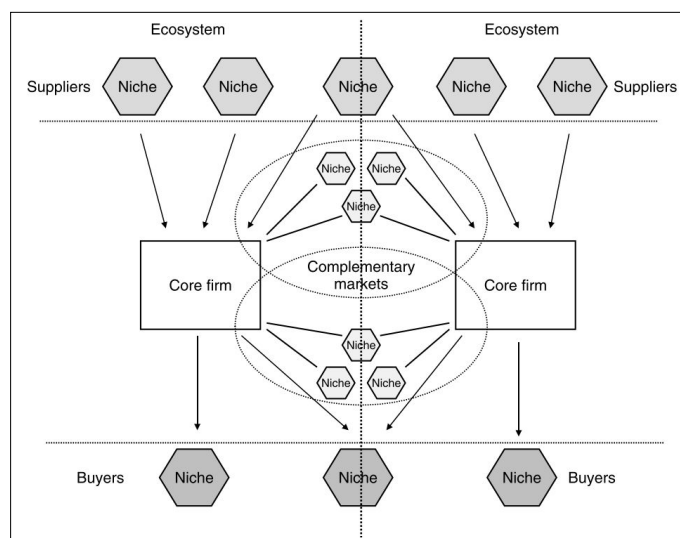 Ecosystem
Ecosystem
Suppliers
Niche
Niche
Niche
Niche
Niche
Suppliers
Niche
Niche
Niche
Core firm
Complementary
markets
Core firm
Niche
Niche
Niche
Buyers
Niche
Niche
Niche
Buyers